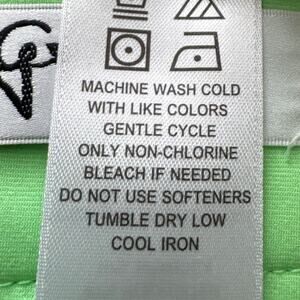 MACHINE WASH COLD
WITH LIKE COLORS
GENTLE CYCLE
ONLY NON-CHLORINE
BLEACH IF NEEDED
DO NOT USE SOFTENERS
TUMBLE DRY LOW
COOL IRON